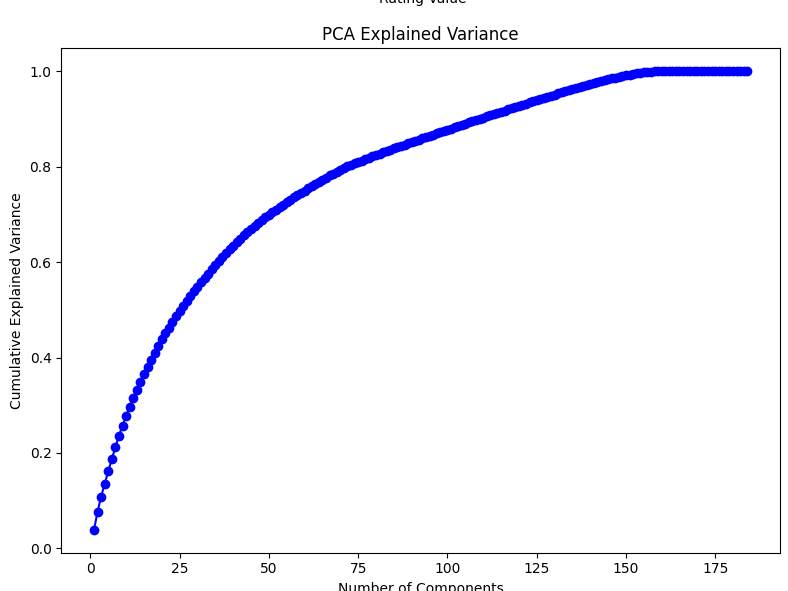 Rating Value
PCA Explained Variance
1.0
0.8
0.6
0.4
0.2
0.0
Cumulative Explained Variance
0 25 50 75 100 125 150 175
Number of Components